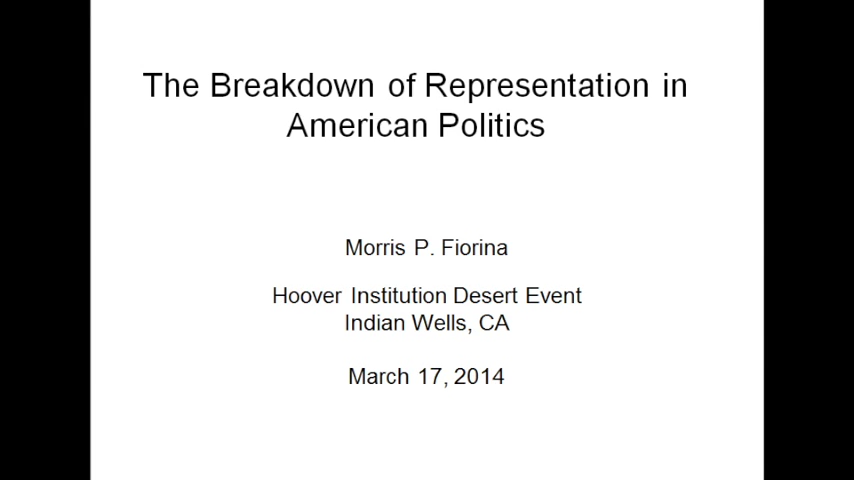 The Breakdown of Representation in
American Politics
Morris P. Fiorina
Hoover Institution Desert Event
Indian Wells, CA
March 17, 2014